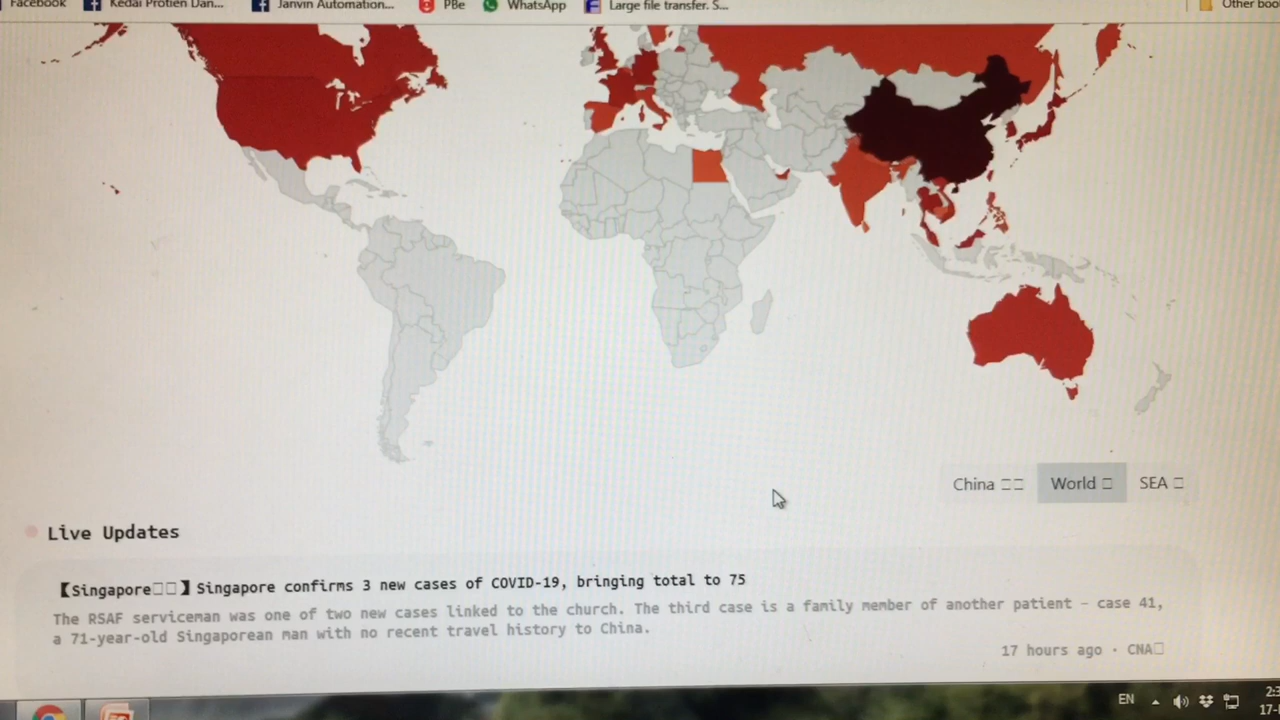 Facebook Kedai Protien Dan... Janvin Automation... PBe WhatsApp Large file transfer. S... Other boo
China □□ World □ SEA □
Live Updates
【Singapore□□】Singapore confirms 3 new cases of COVID-19, bringing total to 75
The RSAF serviceman was one of two new cases linked to the church. The third case is a family member of another patient – case 41,
a 71-year-old Singaporean man with no recent travel history to China.
17 hours ago · CNA□
EN 2:3
17-